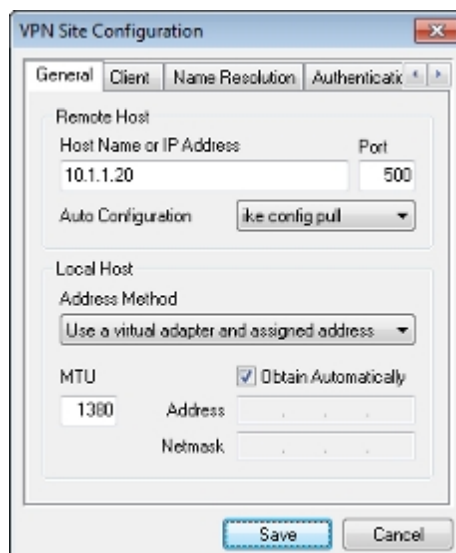 VPN Site Configuration
General Client Name Resolution Authenticatic
Remote Host
Host Name or IP Address Port
10.1.1.20 500
Auto Configuration ike config pull
Local Host
Address Method
Use a virtual adapter and assigned address
MTU Obtain Automatically
1380 Address . . .
Netmask . . .
Save Cancel